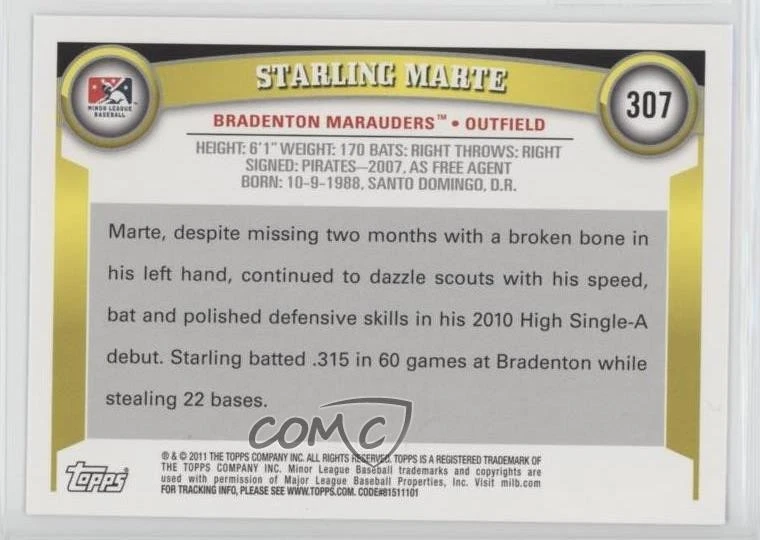 STARLING MARTE
MINOR LEAGUE
BASEBALL
307
BRADENTON MARAUDERS™ • OUTFIELD
HEIGHT: 6'1" WEIGHT: 170 BATS: RIGHT THROWS: RIGHT
SIGNED: PIRATES–2007, AS FREE AGENT
BORN: 10-9-1988, SANTO DOMINGO, D.R.
Marte, despite missing two months with a broken bone in
his left hand, continued to dazzle scouts with his speed,
bat and polished defensive skills in his 2010 High Single-A
debut. Starling batted .315 in 60 games at Bradenton while
stealing 22 bases.
COMC
® & © 2011 THE TOPPS COMPANY INC. ALL RIGHTS RESERVED. TOPPS IS A REGISTERED TRADEMARK OF
THE TOPPS COMPANY INC. Minor League Baseball trademarks and copyrights are
used with permission of Major League Baseball Properties, Inc. Visit milb.com
FOR TRACKING INFO, PLEASE SEE WWW.TOPPS.COM. CODE#81511101
Topps®